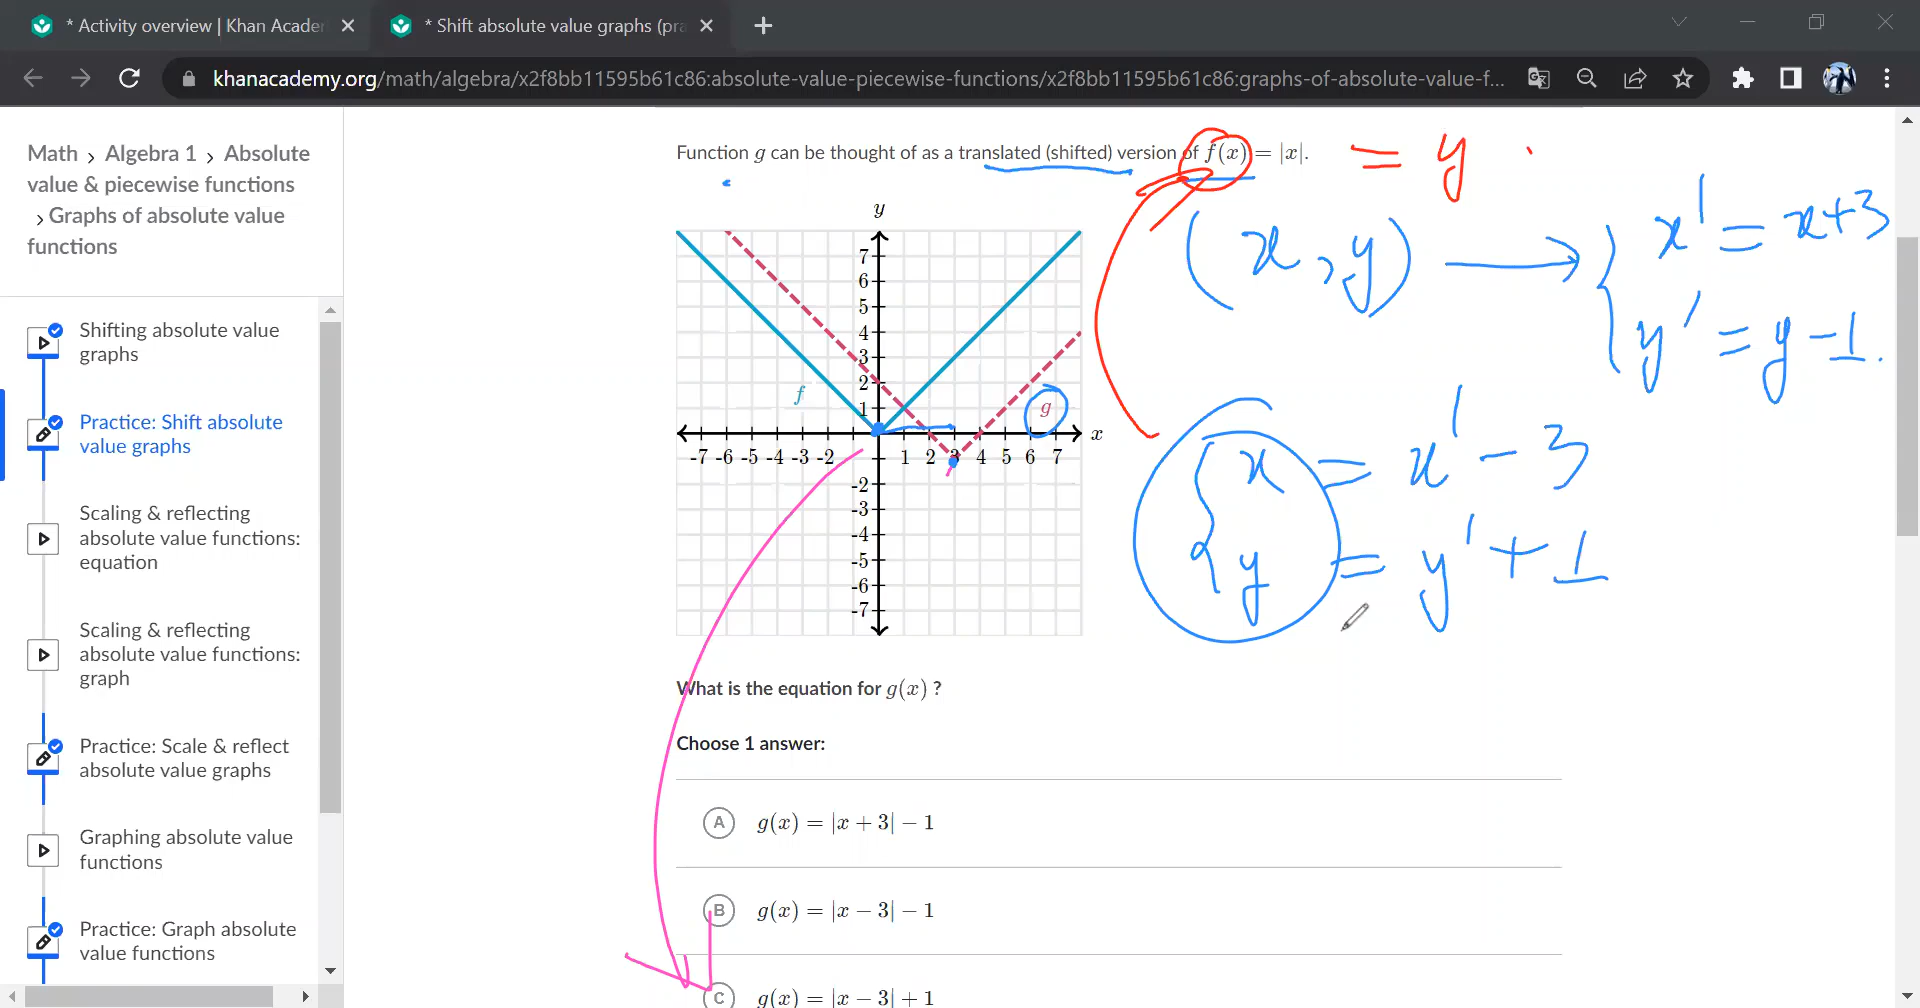 * Activity overview | Khan Acade
* Shift absolute value graphs (pra
khanacademy.org/math/algebra/x2f8bb11595b61c86:absolute-value-piecewise-functions/x2f8bb11595b61c86:graphs-of-absolute-value-f...
Math > Algebra 1 > Absolute
value & piecewise functions
> Graphs of absolute value
functions
Shifting absolute value
graphs
Practice: Shift absolute
value graphs
Scaling & reflecting
absolute value functions:
equation
Scaling & reflecting
absolute value functions:
graph
Practice: Scale & reflect
absolute value graphs
Graphing absolute value
functions
Practice: Graph absolute
value functions
Function g can be thought of as a translated (shifted) version of f(x) = |x|.
= y
(x, y) → { x' = x+3
y' = y-1
{ x = x' - 3
y = y' + 1
y
7
6
5
4
3
2
1
f
g
x
-7 -6 -5 -4 -3 -2 1 2 3 4 5 6 7
-2
-3
-4
-5
-6
-7
What is the equation for g(x) ?
Choose 1 answer:
A g(x) = |x + 3| − 1
B g(x) = |x − 3| − 1
C g(x) = |x − 3| + 1